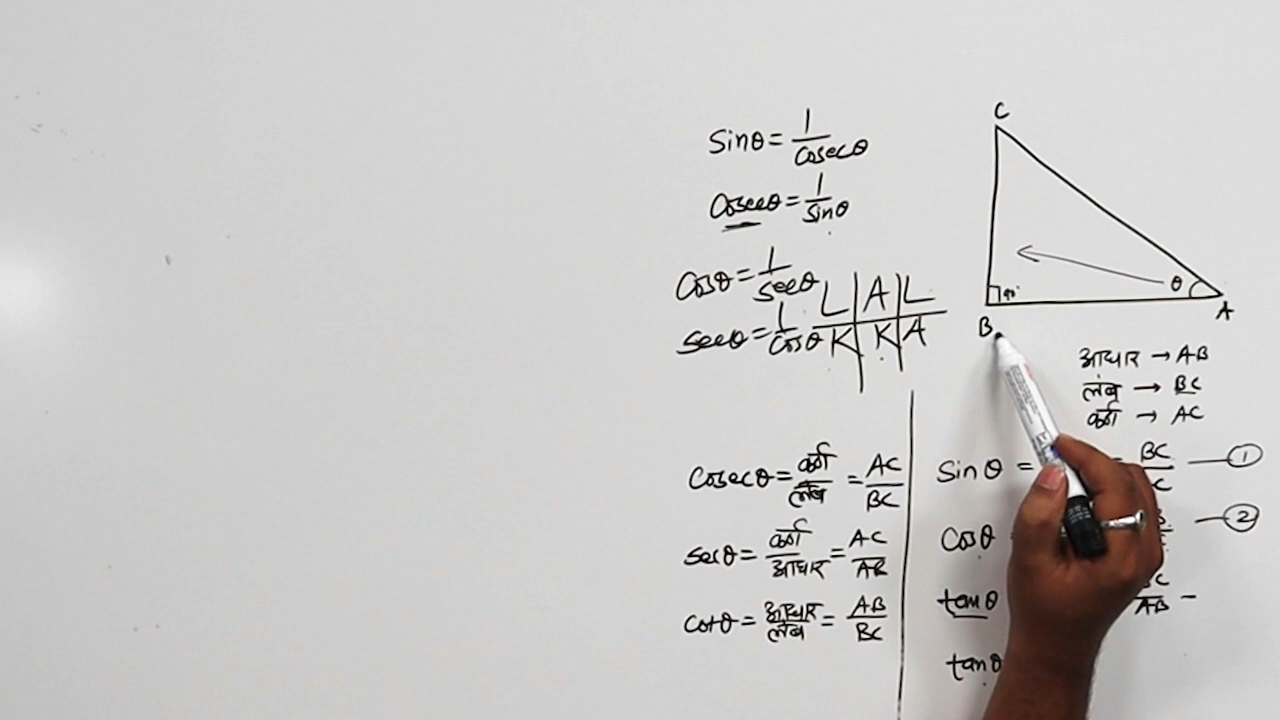 Sinθ = 1/Cosecθ
Cosecθ = 1/Sinθ
Cosθ = 1/Secθ
Secθ = 1/Cosθ
L | A | L
K | K | A
C
θ
90°
B
A
आधार → AB
लंब → BC
कर्ण → AC
Cosecθ = कर्ण/लंब = AC/BC
Secθ = कर्ण/आधार = AC/AB
Cotθ = आधार/लंब = AB/BC
Sinθ = = BC/ C — 1
Cosθ — 2
tanθ /AB -
tanθ